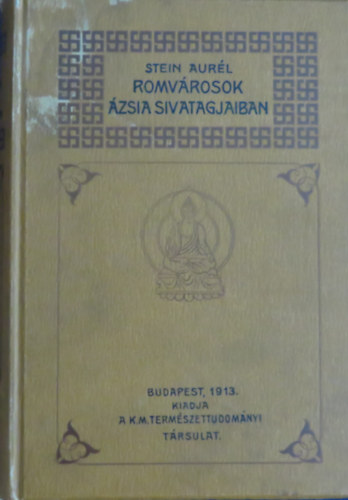 STEIN AURÉL
ROMVÁROSOK
ÁZSIA SIVATAGJAIBAN
BUDAPEST, 1913.
KIADJA
A K.M. TERMÉSZETTUDOMÁNYI
TÁRSULAT.